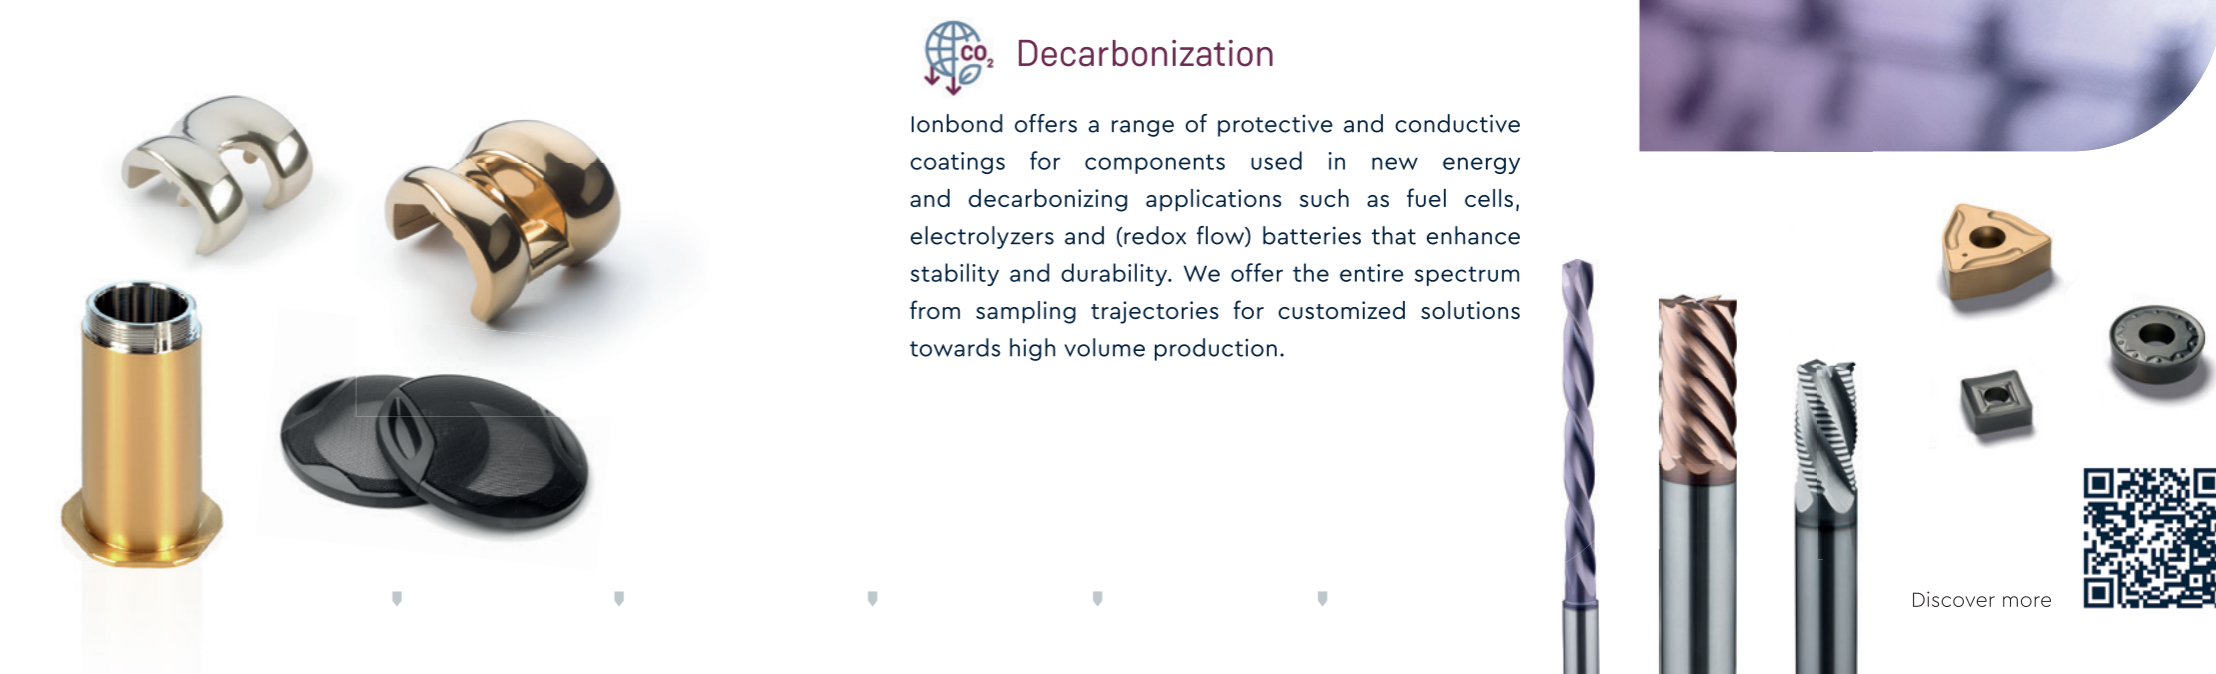 CO2
Decarbonization
Ionbond offers a range of protective and conductive
coatings for components used in new energy
and decarbonizing applications such as fuel cells,
electrolyzers and (redox flow) batteries that enhance
stability and durability. We offer the entire spectrum
from sampling trajectories for customized solutions
towards high volume production.
Discover more